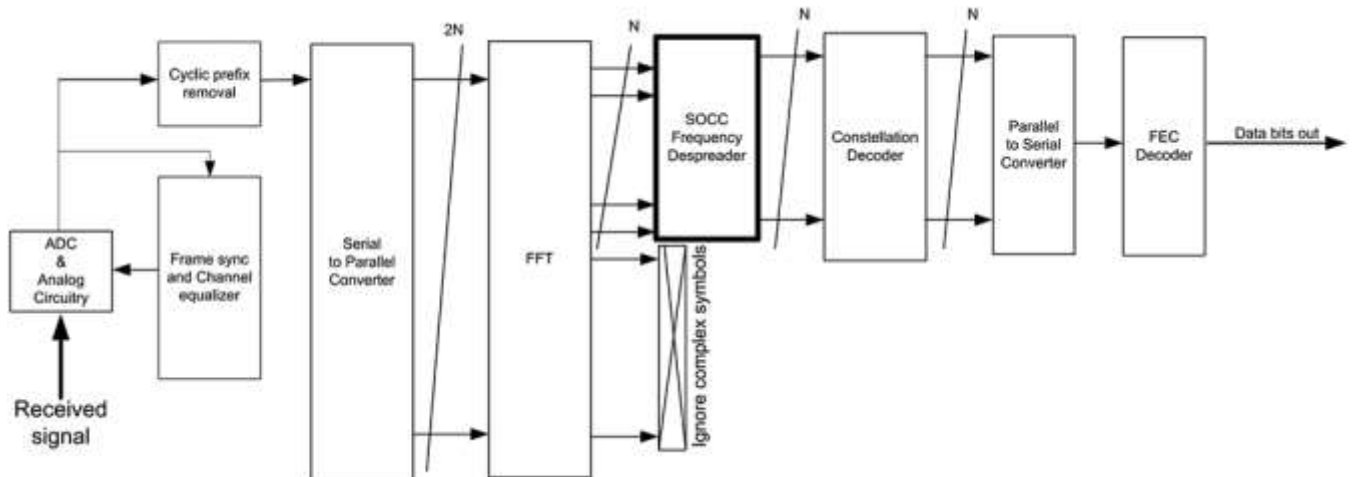 2N
N
N
N
Cyclic prefix
removal
SOCC
Frequency
Despreader
Constellation
Decoder
Parallel
to Serial
Converter
FEC
Decoder
Data bits out
ADC
&
Analog
Circuitry
Frame sync
and Channel
equalizer
Serial
to Parallel
Converter
FFT
Ignore complex symbols
Received
signal